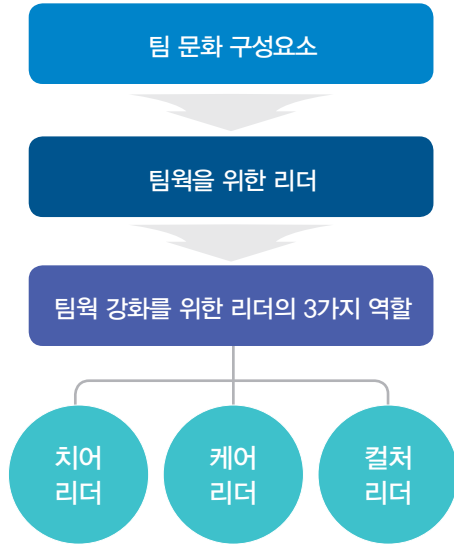 팀 문화 구성요소
팀웍을 위한 리더
팀웍 강화를 위한 리더의 3가지 역할
치어
리더
케어
리더
컬처
리더